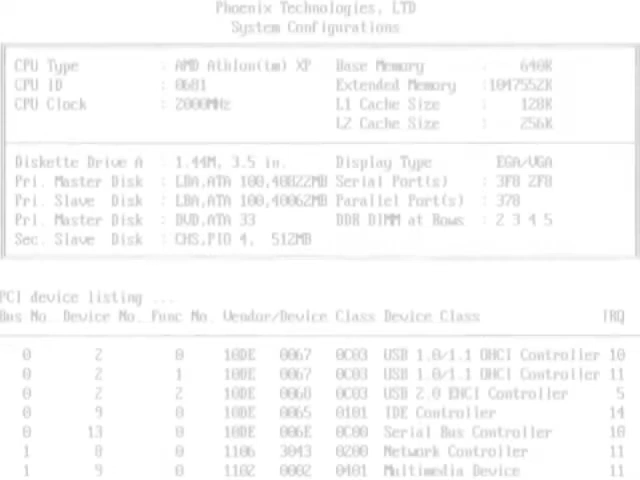 Phoenix Technologies, LTD
System Configurations
CPU Type : AMD Athlon(tm) XP Base Memory : 640K
CPU ID : 0681 Extended Memory : 1047552K
CPU Clock : 2000MHz L1 Cache Size : 128K
L2 Cache Size : 256K
Diskette Drive A : 1.44M, 3.5 in. Display Type : EGA/VGA
Pri. Master Disk : LBA,ATA 100,40822MB Serial Port(s) : 3F8 2F8
Pri. Slave Disk : LBA,ATA 100,40062MB Parallel Port(s) : 378
Pri. Master Disk : DVD,ATA 33 DDR DIMM at Rows : 2 3 4 5
Sec. Slave Disk : CHS,PIO 4, 512MB
PCI device listing ...
Bus No. Device No. Func No. Vendor/Device Class Device Class IRQ
0 2 0 10DE 0067 0C03 USB 1.0/1.1 OHCI Controller 10
0 2 1 10DE 0067 0C03 USB 1.0/1.1 OHCI Controller 11
0 2 2 10DE 0068 0C03 USB 2.0 EHCI Controller 5
0 9 0 10DE 0065 0101 IDE Controller 14
0 13 0 10DE 006E 0C00 Serial Bus Controller 10
1 8 0 1106 3043 0200 Network Controller 11
1 9 0 1102 0002 0401 Multimedia Device 11